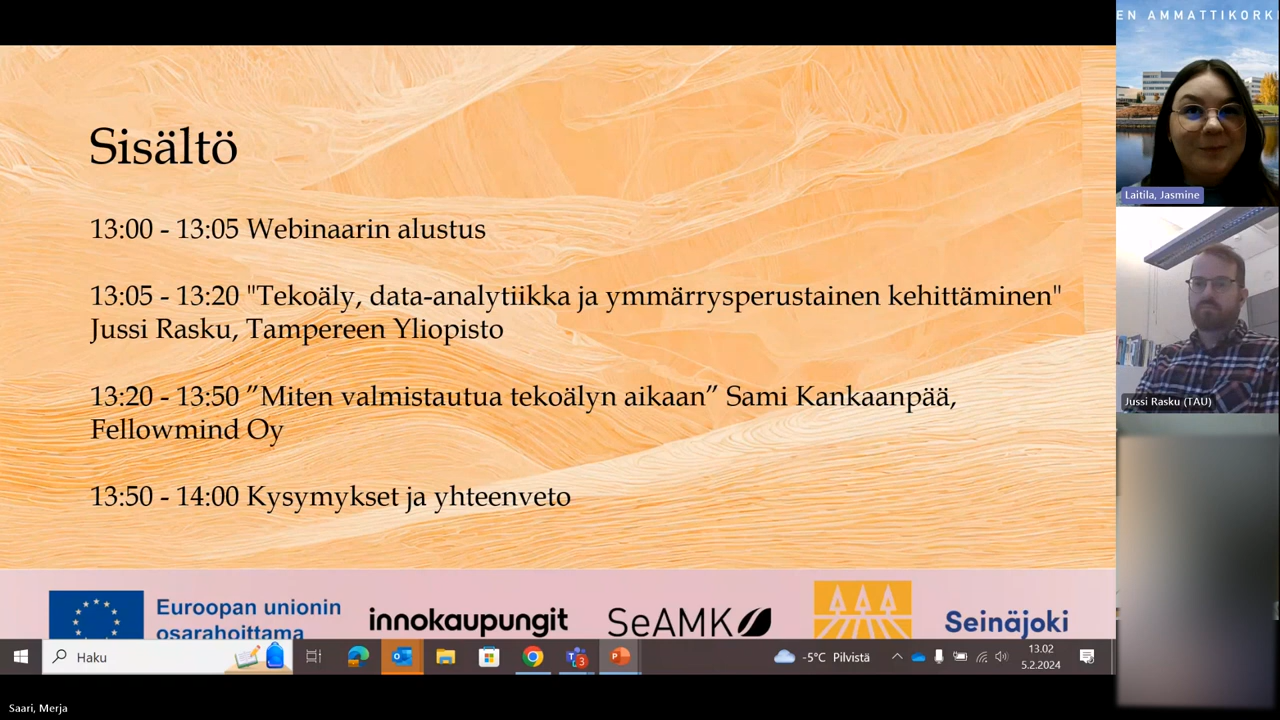 EN AMMATTIKORK
Sisältö
13:00 - 13:05 Webinaarin alustus
13:05 - 13:20 "Tekoäly, data-analytiikka ja ymmärrysperustainen kehittäminen"
Jussi Rasku, Tampereen Yliopisto
13:20 - 13:50 ”Miten valmistautua tekoälyn aikaan” Sami Kankaanpää,
Fellowmind Oy
13:50 - 14:00 Kysymykset ja yhteenveto
Laitila, Jasmine
Jussi Rasku (TAU)
Euroopan unionin
osarahoittama
innokaupungit
SeAMK
Seinäjoki
Haku
3
-5°C Pilvistä
13.02
5.2.2024
Saari, Merja